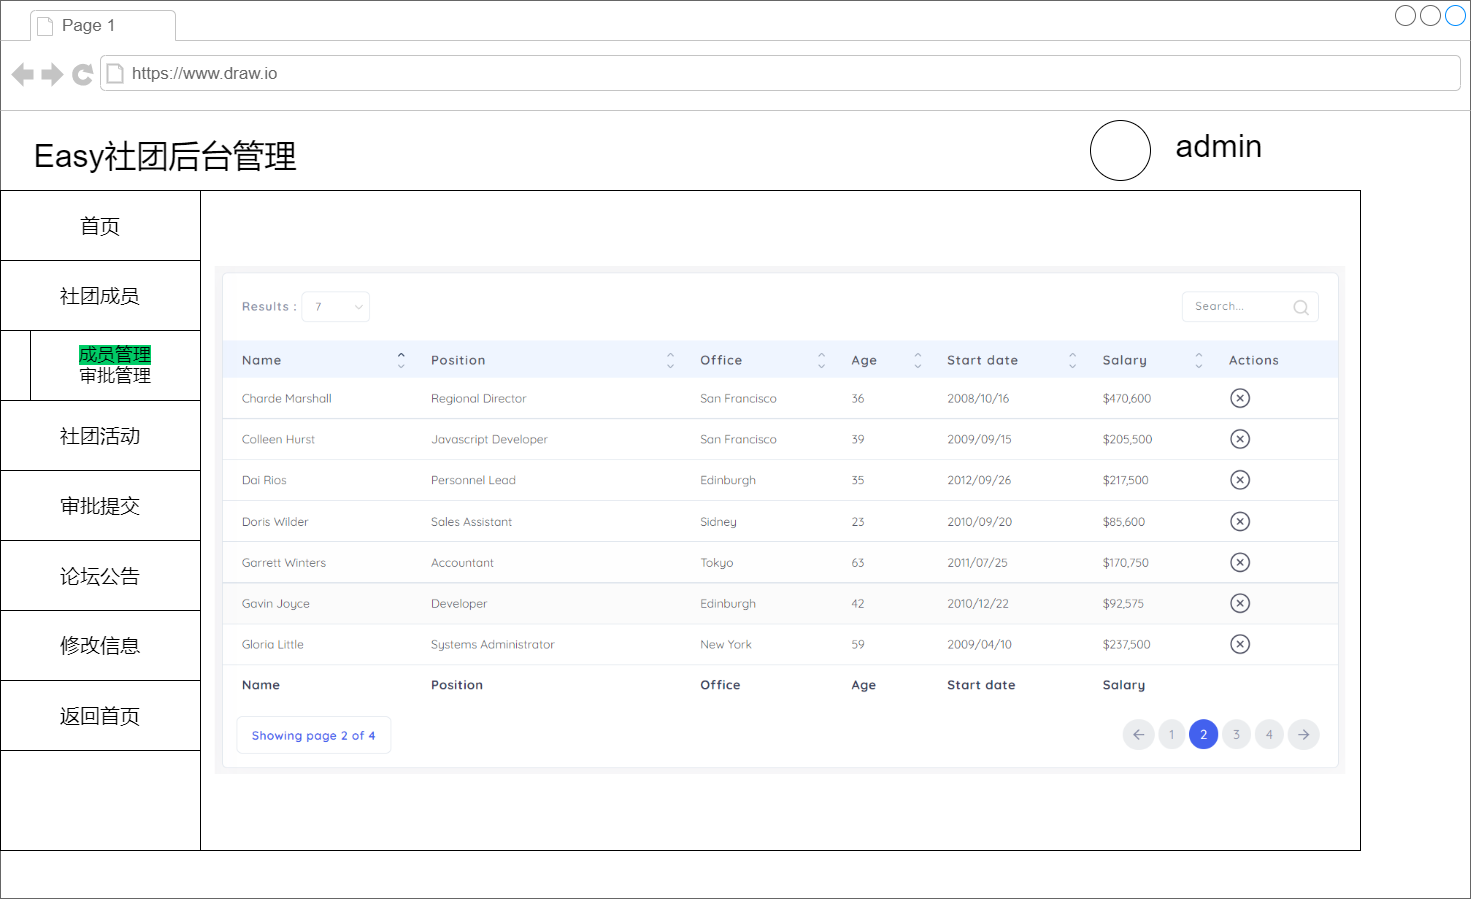 Page 1
https://www.draw.io
Easy社团后台管理
admin
首页
社团成员
成员管理
审批管理
社团活动
审批提交
论坛公告
修改信息
返回首页
Results : 7
Search...
Name Position Office Age Start date Salary Actions
Charde Marshall Regional Director San Francisco 36 2008/10/16 $470,600
Colleen Hurst Javascript Developer San Francisco 39 2009/09/15 $205,500
Dai Rios Personnel Lead Edinburgh 35 2012/09/26 $217,500
Doris Wilder Sales Assistant Sidney 23 2010/09/20 $85,600
Garrett Winters Accountant Tokyo 63 2011/07/25 $170,750
Gavin Joyce Developer Edinburgh 42 2010/12/22 $92,575
Gloria Little Systems Administrator New York 59 2009/04/10 $237,500
Name Position Office Age Start date Salary
Showing page 2 of 4
1 2 3 4